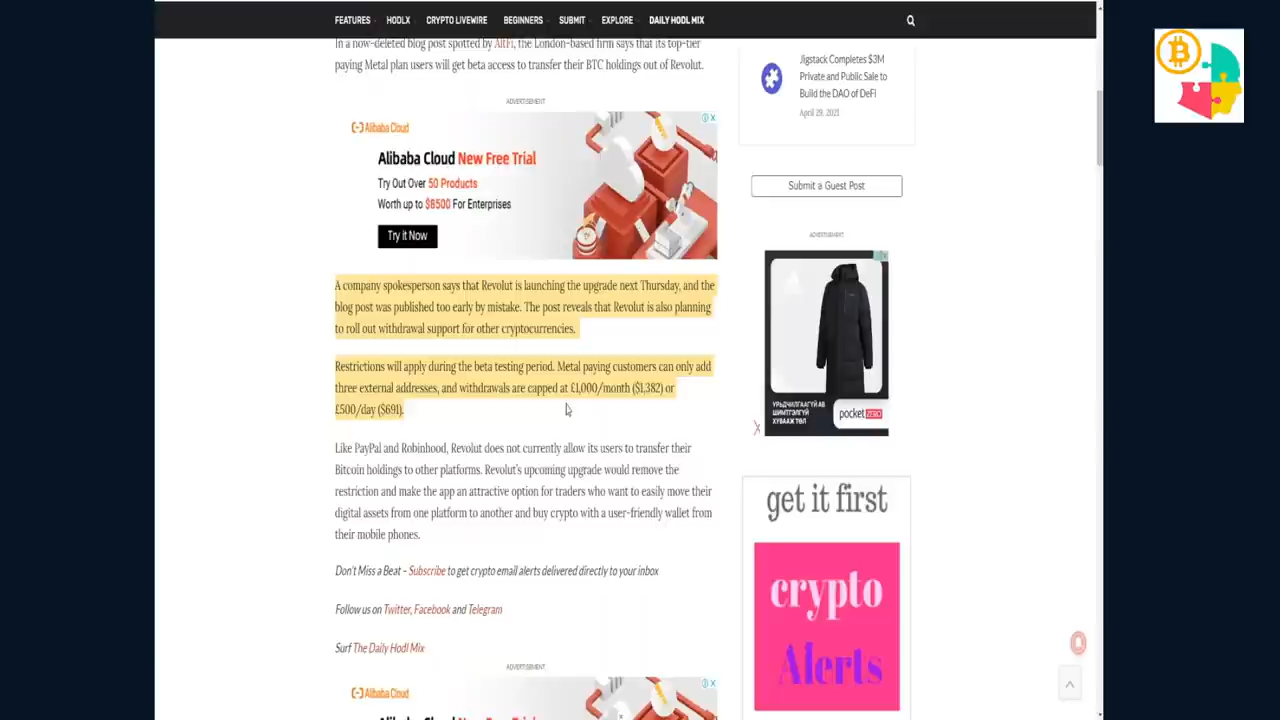 FEATURES HODLX CRYPTO LIVEWIRE BEGINNERS SUBMIT EXPLORE DAILY HODL MIX
In a now-deleted blog post spotted by AltFi, the London-based firm says that its top-tier
paying Metal plan users will get beta access to transfer their BTC holdings out of Revolut.
ADVERTISEMENT
Alibaba Cloud
Alibaba Cloud New Free Trial
Try Out Over 50 Products
Worth up to $8500 For Enterprises
Try it Now
A company spokesperson says that Revolut is launching the upgrade next Thursday, and the
blog post was published too early by mistake. The post reveals that Revolut is also planning
to roll out withdrawal support for other cryptocurrencies.
Restrictions will apply during the beta testing period. Metal paying customers can only add
three external addresses, and withdrawals are capped at £1,000/month ($1,382) or
£500/day ($691).
Like PayPal and Robinhood, Revolut does not currently allow its users to transfer their
Bitcoin holdings to other platforms. Revolut's upcoming upgrade would remove the
restriction and make the app an attractive option for traders who want to easily move their
digital assets from one platform to another and buy crypto with a user-friendly wallet from
their mobile phones.
Don't Miss a Beat – Subscribe to get crypto email alerts delivered directly to your inbox
Follow us on Twitter, Facebook and Telegram
Surf The Daily Hodl Mix
ADVERTISEMENT
Alibaba Cloud
Alibaba Cloud New Free Trial
Jigstack Completes $3M
Private and Public Sale to
Build the DAO of DeFi
April 29, 2021
Submit a Guest Post
ADVERTISEMENT
УРЬДЧИЛГААГҮЙ АВ
ШИМТГЭЛГҮЙ
ХУВААЖ ТӨЛ
pocket ZERO
get it first
crypto
Alerts